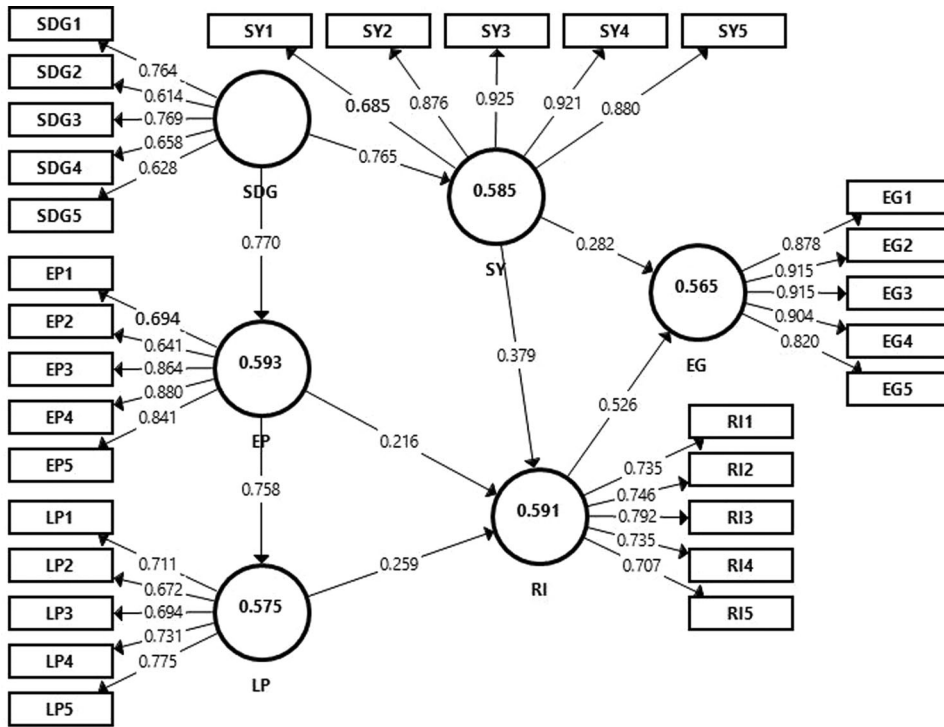 SDG1
SDG2
SDG3
SDG4
SDG5
0.764
0.614
0.769
0.658
0.628
SDG
SY1
SY2
SY3
SY4
SY5
0.685
0.876
0.925
0.921
0.880
0.765
0.585
SY
0.770
0.282
0.379
EG1
EG2
EG3
EG4
EG5
0.878
0.915
0.915
0.904
0.820
0.565
EG
EP1
EP2
EP3
EP4
EP5
0.694
0.641
0.864
0.880
0.841
0.593
EP
0.216
0.526
0.758
RI1
RI2
RI3
RI4
RI5
0.735
0.746
0.792
0.735
0.707
0.591
RI
LP1
LP2
LP3
LP4
LP5
0.711
0.672
0.694
0.731
0.775
0.575
LP
0.259